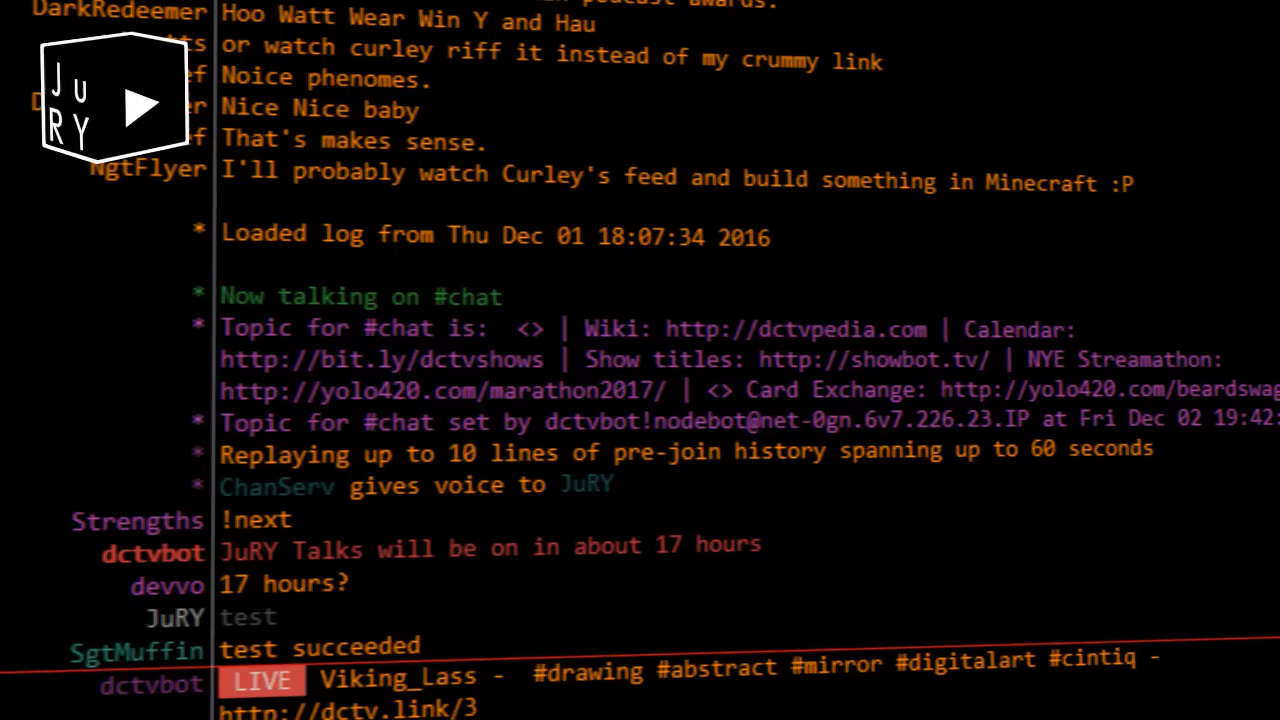 awards.
DarkRedeemer Hoo Watt Wear Win Y and Hau
or watch curley riff it instead of my crummy link
Noice phenomes.
Nice Nice baby
That's makes sense.
NgtFlyer I'll probably watch Curley's feed and build something in Minecraft :P
* Loaded log from Thu Dec 01 18:07:34 2016
* Now talking on #chat
* Topic for #chat is: <> | Wiki: http://dctvpedia.com | Calendar:
http://bit.ly/dctvshows | Show titles: http://showbot.tv/ | NYE Streamathon:
http://yolo420.com/marathon2017/ | <> Card Exchange: http://yolo420.com/beardswag
* Topic for #chat set by dctvbot!nodebot@net-0gn.6v7.226.23.IP at Fri Dec 02 19:42:
* Replaying up to 10 lines of pre-join history spanning up to 60 seconds
* ChanServ gives voice to JuRY
Strengths !next
dctvbot JuRY Talks will be on in about 17 hours
devvo 17 hours?
JuRY test
SgtMuffin test succeeded
dctvbot LIVE Viking_Lass - #drawing #abstract #mirror #digitalart #cintiq -
http://dctv.link/3
JuRY